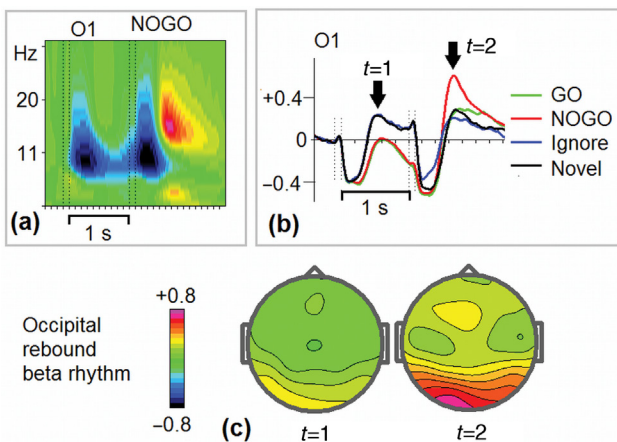 O1 NOGO
Hz
20
11
1 s
(a)
O1
t=1
t=2
+0.4
0
−0.4
1 s
GO
NOGO
Ignore
Novel
(b)
+0.8
Occipital
rebound
beta rhythm
−0.8
(c)
t=1
t=2